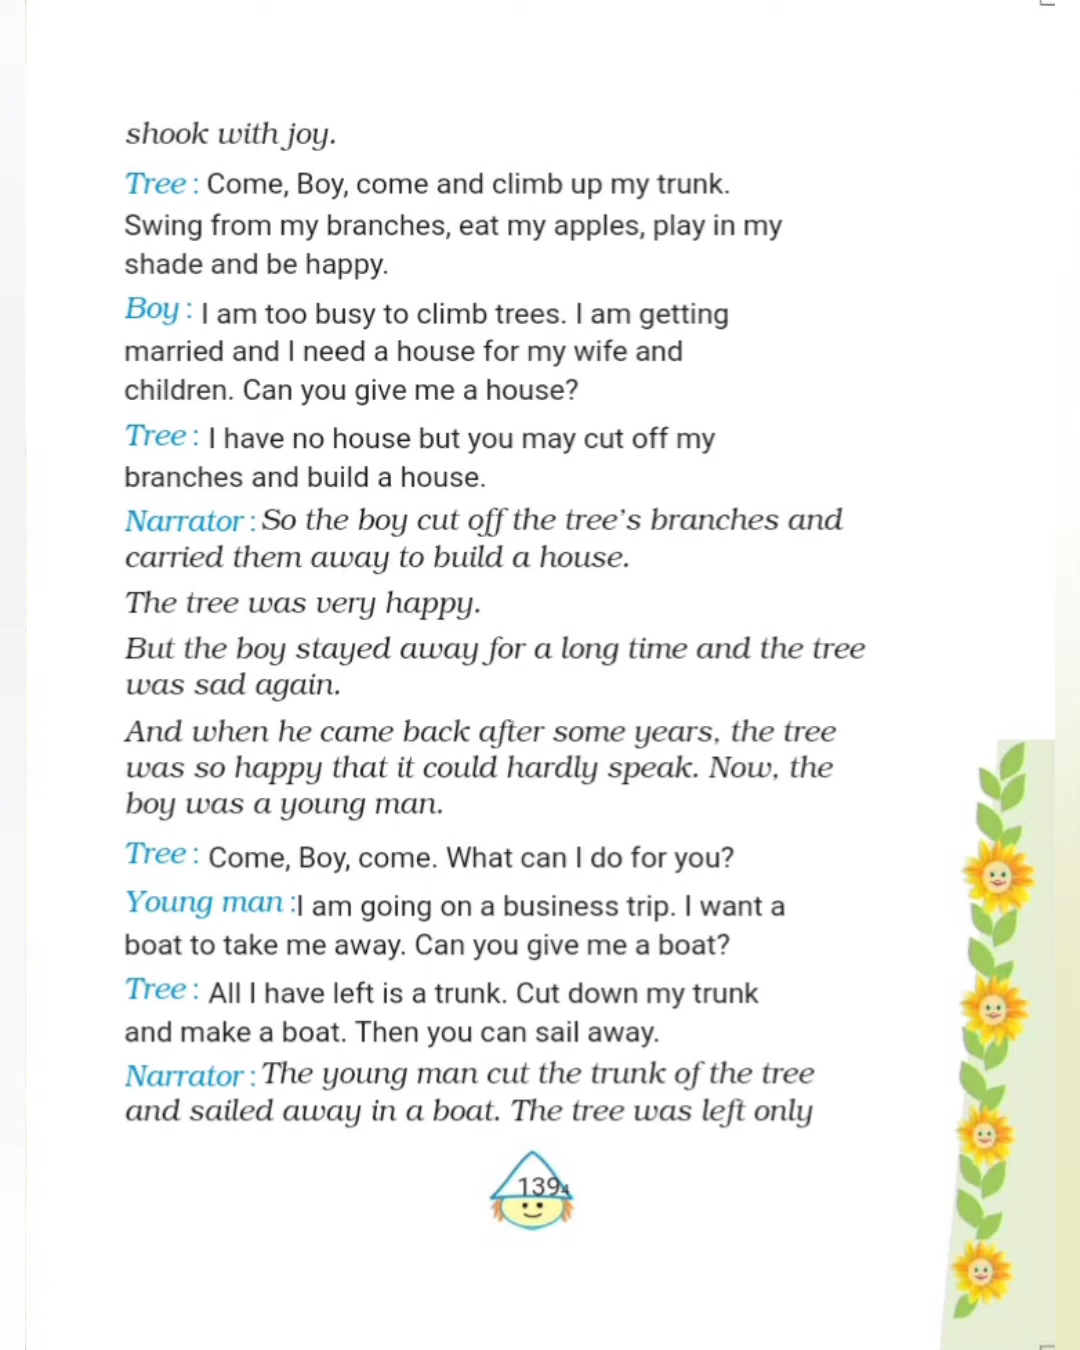 shook with joy.
Tree : Come, Boy, come and climb up my trunk.
Swing from my branches, eat my apples, play in my
shade and be happy.
Boy : I am too busy to climb trees. I am getting
married and I need a house for my wife and
children. Can you give me a house?
Tree : I have no house but you may cut off my
branches and build a house.
Narrator : So the boy cut off the tree’s branches and
carried them away to build a house.
The tree was very happy.
But the boy stayed away for a long time and the tree
was sad again.
And when he came back after some years, the tree
was so happy that it could hardly speak. Now, the
boy was a young man.
Tree : Come, Boy, come. What can I do for you?
Young man :I am going on a business trip. I want a
boat to take me away. Can you give me a boat?
Tree : All I have left is a trunk. Cut down my trunk
and make a boat. Then you can sail away.
Narrator : The young man cut the trunk of the tree
and sailed away in a boat. The tree was left only
139